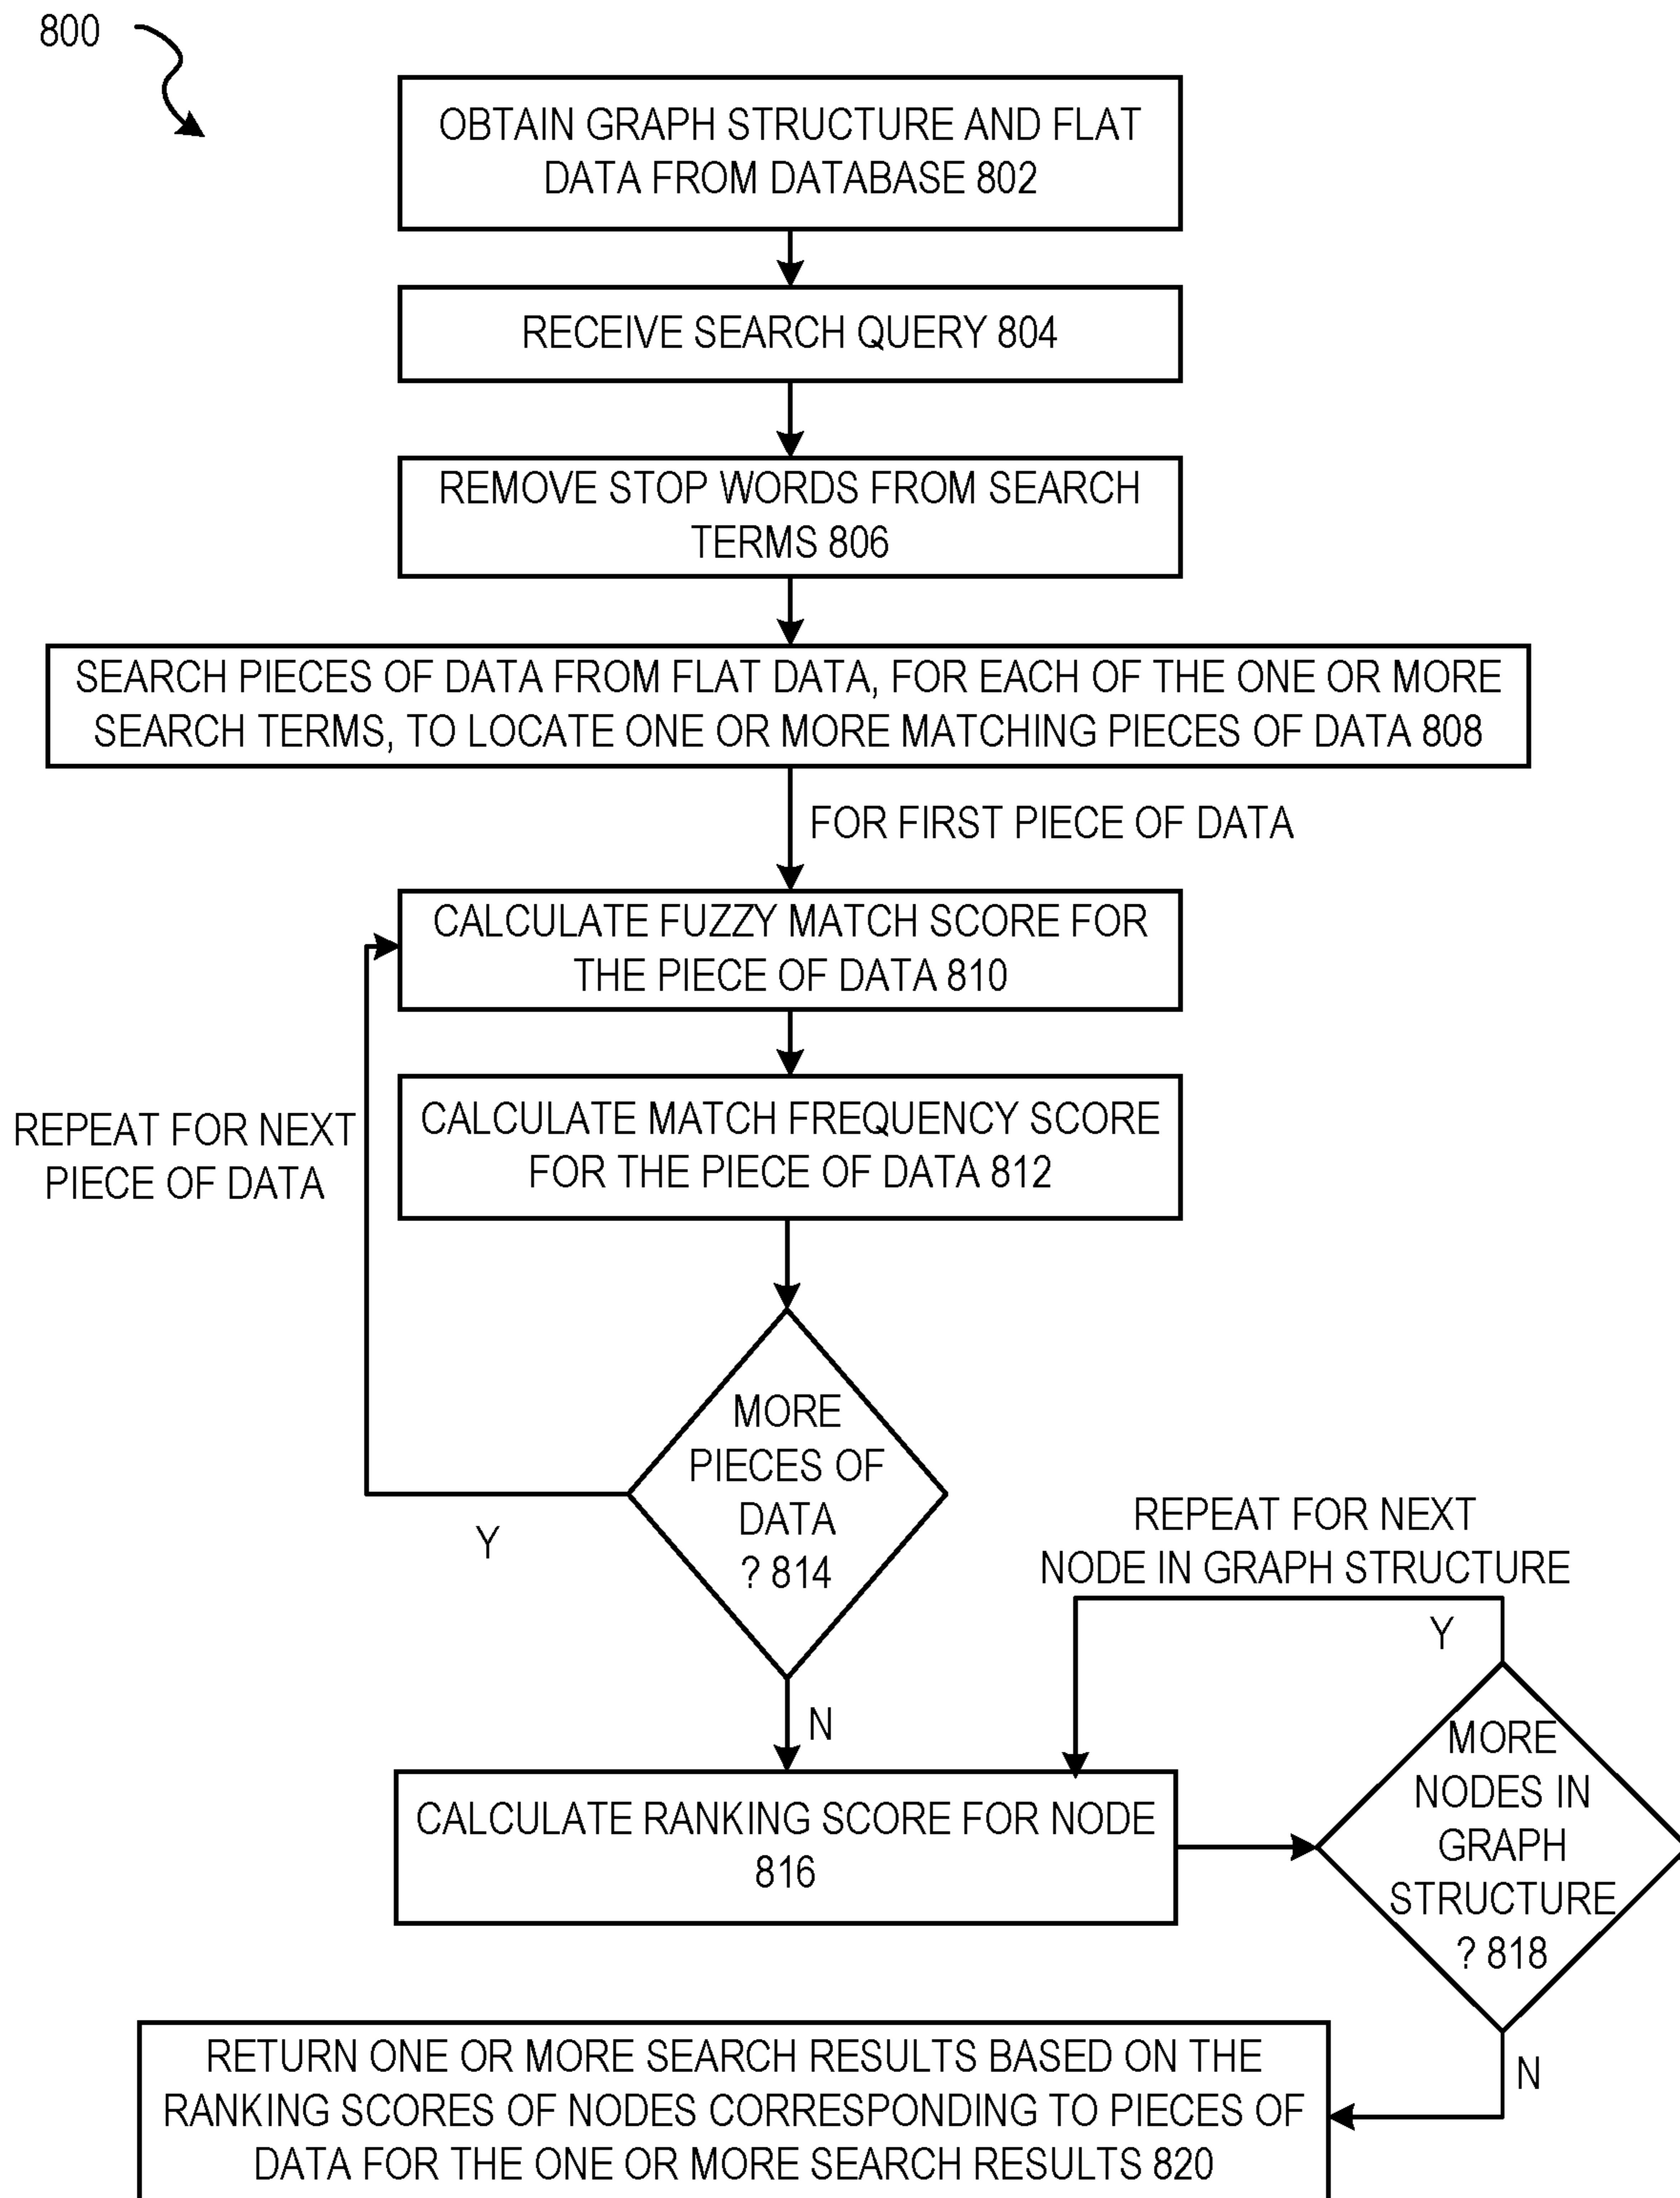 800
OBTAIN GRAPH STRUCTURE AND FLAT
DATA FROM DATABASE 802
RECEIVE SEARCH QUERY 804
REMOVE STOP WORDS FROM SEARCH
TERMS 806
SEARCH PIECES OF DATA FROM FLAT DATA, FOR EACH OF THE ONE OR MORE
SEARCH TERMS, TO LOCATE ONE OR MORE MATCHING PIECES OF DATA 808
FOR FIRST PIECE OF DATA
CALCULATE FUZZY MATCH SCORE FOR
THE PIECE OF DATA 810
CALCULATE MATCH FREQUENCY SCORE
FOR THE PIECE OF DATA 812
REPEAT FOR NEXT
PIECE OF DATA
MORE
PIECES OF
DATA
? 814
Y
N
REPEAT FOR NEXT
NODE IN GRAPH STRUCTURE
Y
CALCULATE RANKING SCORE FOR NODE
816
MORE
NODES IN
GRAPH
STRUCTURE
? 818
N
RETURN ONE OR MORE SEARCH RESULTS BASED ON THE
RANKING SCORES OF NODES CORRESPONDING TO PIECES OF
DATA FOR THE ONE OR MORE SEARCH RESULTS 820